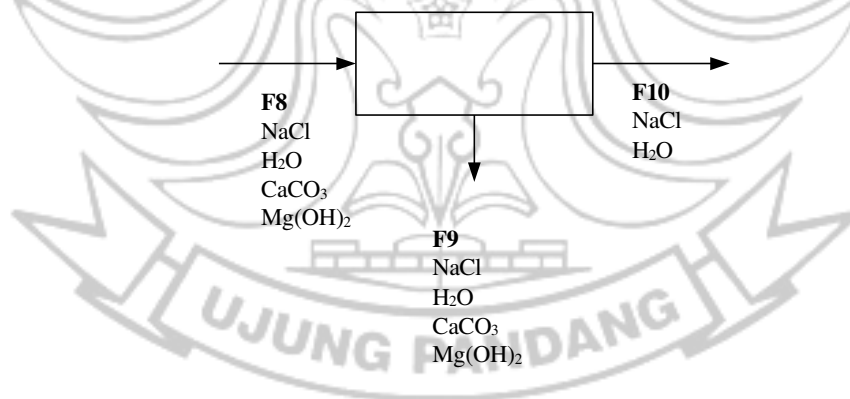 F8
NaCl
H₂O
CaCO₃
Mg(OH)₂
F10
NaCl
H₂O
F9
NaCl
H₂O
CaCO₃
Mg(OH)₂
UJUNG PANDANG